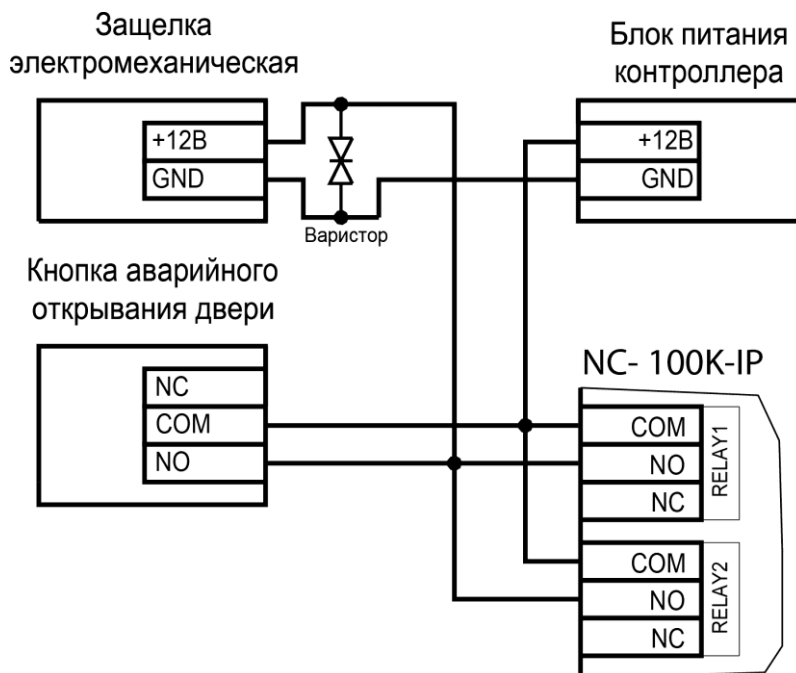 Защелка
электромеханическая
+12В
GND
Варистор
Блок питания
контроллера
+12В
GND
Кнопка аварийного
открывания двери
NC
COM
NO
NC- 100K-IP
COM
NO
NC
RELAY1
COM
NO
NC
RELAY2